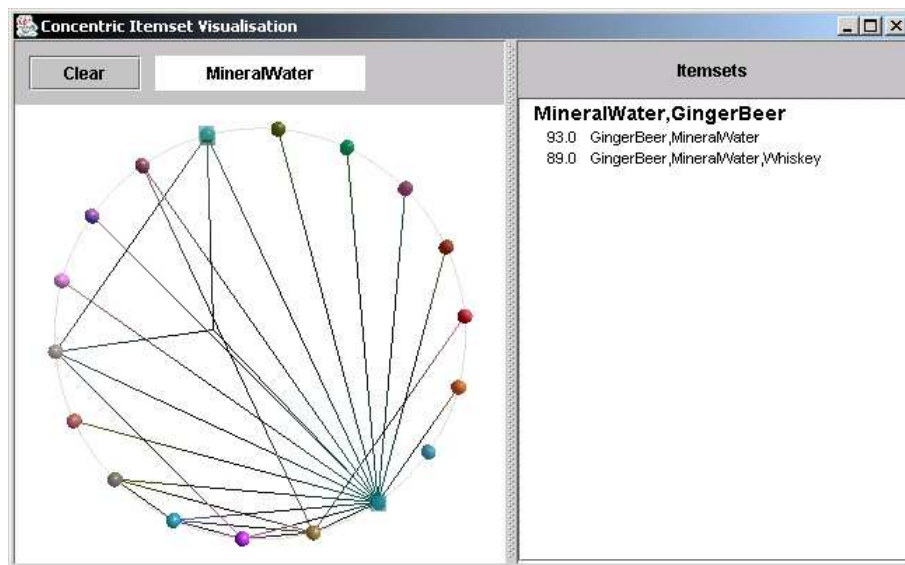 Concentric Itemset Visualisation
Clear
MineralWater
Itemsets
MineralWater,GingerBeer
93.0 GingerBeer,MineralWater
89.0 GingerBeer,MineralWater,Whiskey